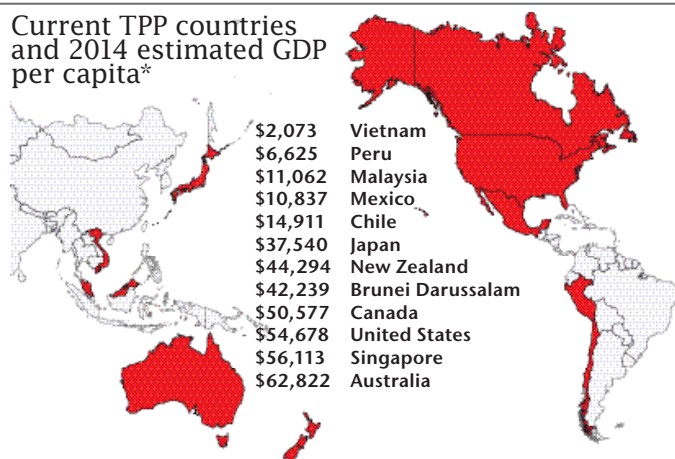 Current TPP countries
and 2014 estimated GDP
per capita*
$2,073 Vietnam
$6,625 Peru
$11,062 Malaysia
$10,837 Mexico
$14,911 Chile
$37,540 Japan
$44,294 New Zealand
$42,239 Brunei Darussalam
$50,577 Canada
$54,678 United States
$56,113 Singapore
$62,822 Australia